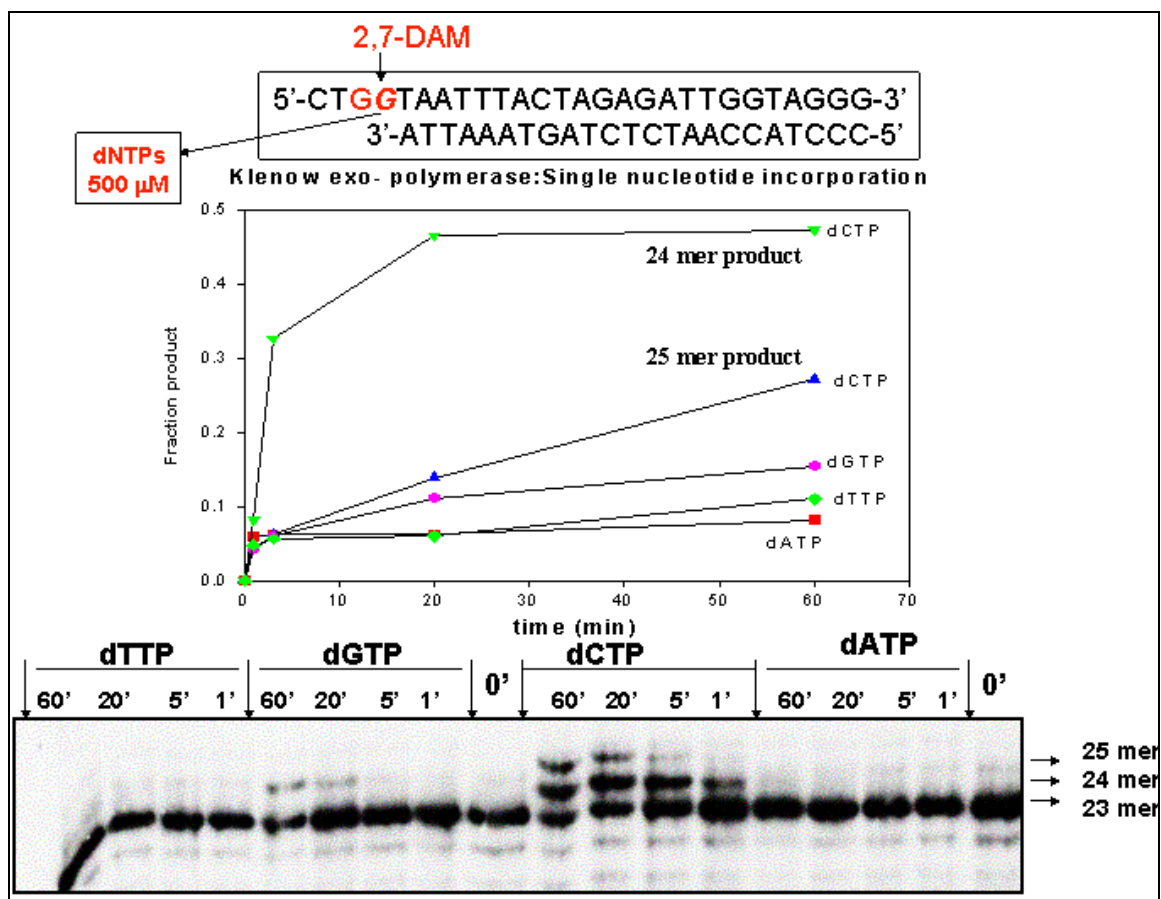 2,7-DAM
5'-CTGGTAATTTACTAGAGATTGGTAGGG-3'
3'-ATTAAATGATCTCTAACCATCCC-5'
dNTPs
500 µM
Klenow exo- polymerase:Single nucleotide incorporation
0.5
0.4
0.3
0.2
0.1
0.0
Fraction product
dCTP
24 mer product
25 mer product
dCTP
dGTP
dTTP
dATP
0 10 20 30 40 50 60 70
time (min)
dTTP dGTP 0' dCTP dATP 0'
60' 20' 5' 1' 60' 20' 5' 1' 60' 20' 5' 1' 60' 20' 5' 1'
25 mer
24 mer
23 mer